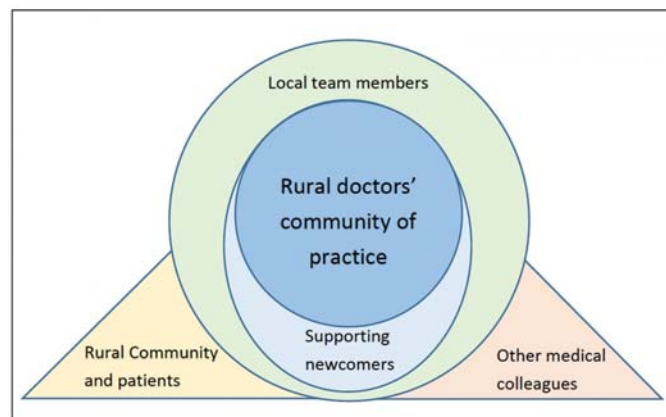 Local team members
Rural doctors’
community of
practice
Supporting
newcomers
Rural Community
and patients
Other medical
colleagues